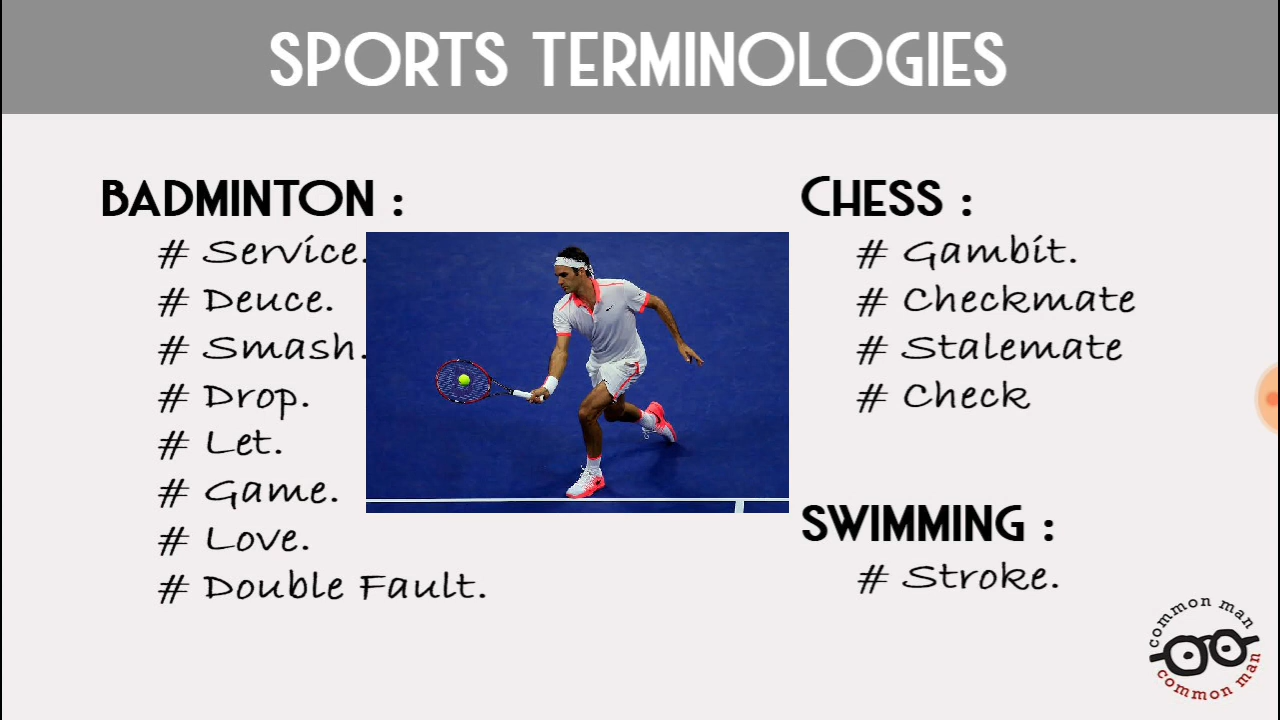 SPORTS TERMINOLOGIES
BADMINTON :
# Service.
# Deuce.
# Smash.
# Drop.
# Let.
# Game.
# Love.
# Double Fault.
CHESS :
# Gambit.
# Checkmate
# Stalemate
# Check
SWIMMING :
# Stroke.
common man
common man